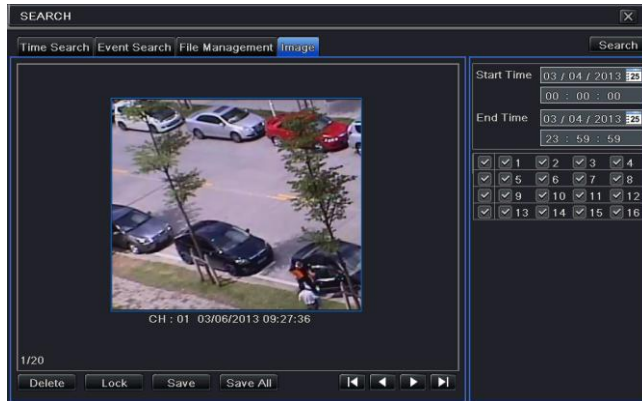 SEARCH
Time Search Event Search File Management Image
Search
CH : 01 03/06/2013 09:27:36
1/20
Delete Lock Save Save All
Start Time 03 / 04 / 2013 25
00 : 00 : 00
End Time 03 / 04 / 2013 25
23 : 59 : 59
1 2 3 4
5 6 7 8
9 10 11 12
13 14 15 16